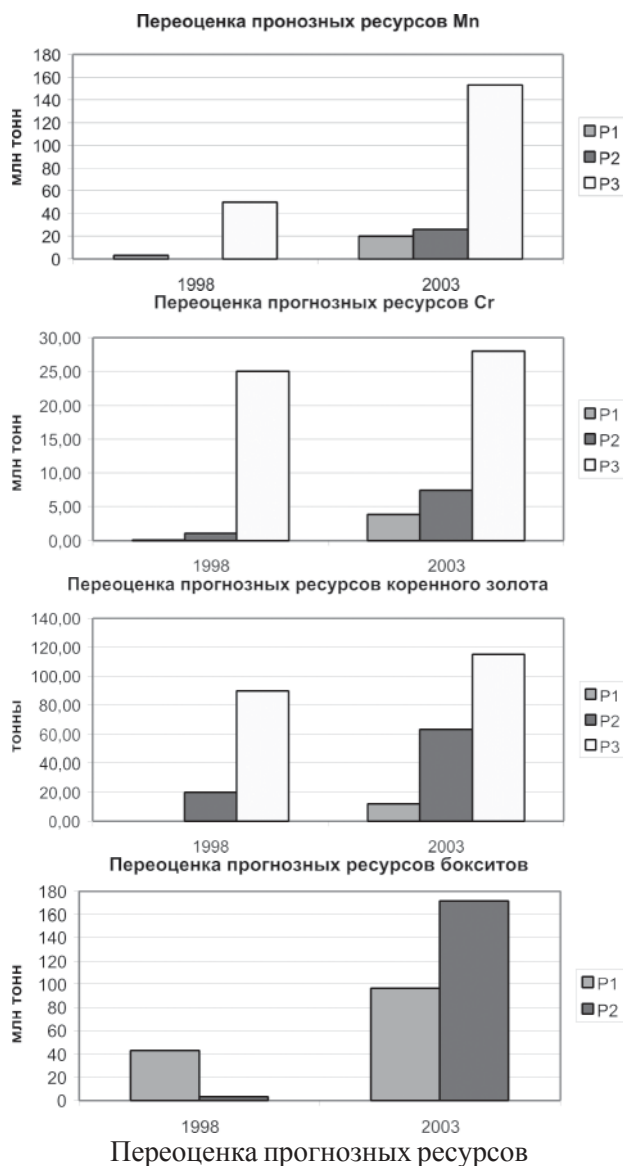 Переоценка пронозных ресурсов Mn
млн тонн
180
160
140
120
100
80
60
40
20
0
1998
2003
P1
P2
P3
Переоценка прогнозных ресурсов Cr
млн тонн
30,00
25,00
20,00
15,00
10,00
5,00
0,00
1998
2003
P1
P2
P3
Переоценка прогнозных ресурсов коренного золота
тонны
140,00
120,00
100,00
80,00
60,00
40,00
20,00
0,00
1998
2003
P1
P2
P3
Переоценка прогнозных ресурсов бокситов
млн тонн
180
160
140
120
100
80
60
40
20
0
1998
2003
P1
P2
Переоценка прогнозных ресурсов